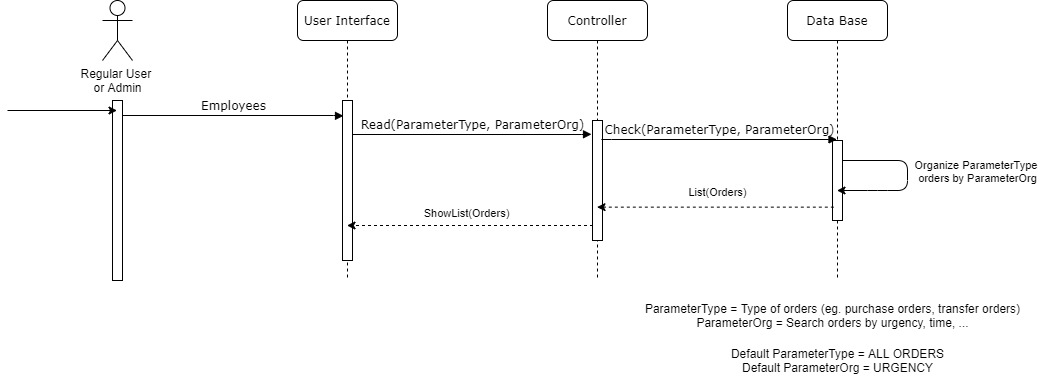 User Interface
Controller
Data Base
Regular User
or Admin
Employees
Read(ParameterType, ParameterOrg)
Check(ParameterType, ParameterOrg)
Organize ParameterType
orders by ParameterOrg
List(Orders)
ShowList(Orders)
ParameterType = Type of orders (eg. purchase orders, transfer orders)
ParameterOrg = Search orders by urgency, time, ...
Default ParameterType = ALL ORDERS
Default ParameterOrg = URGENCY